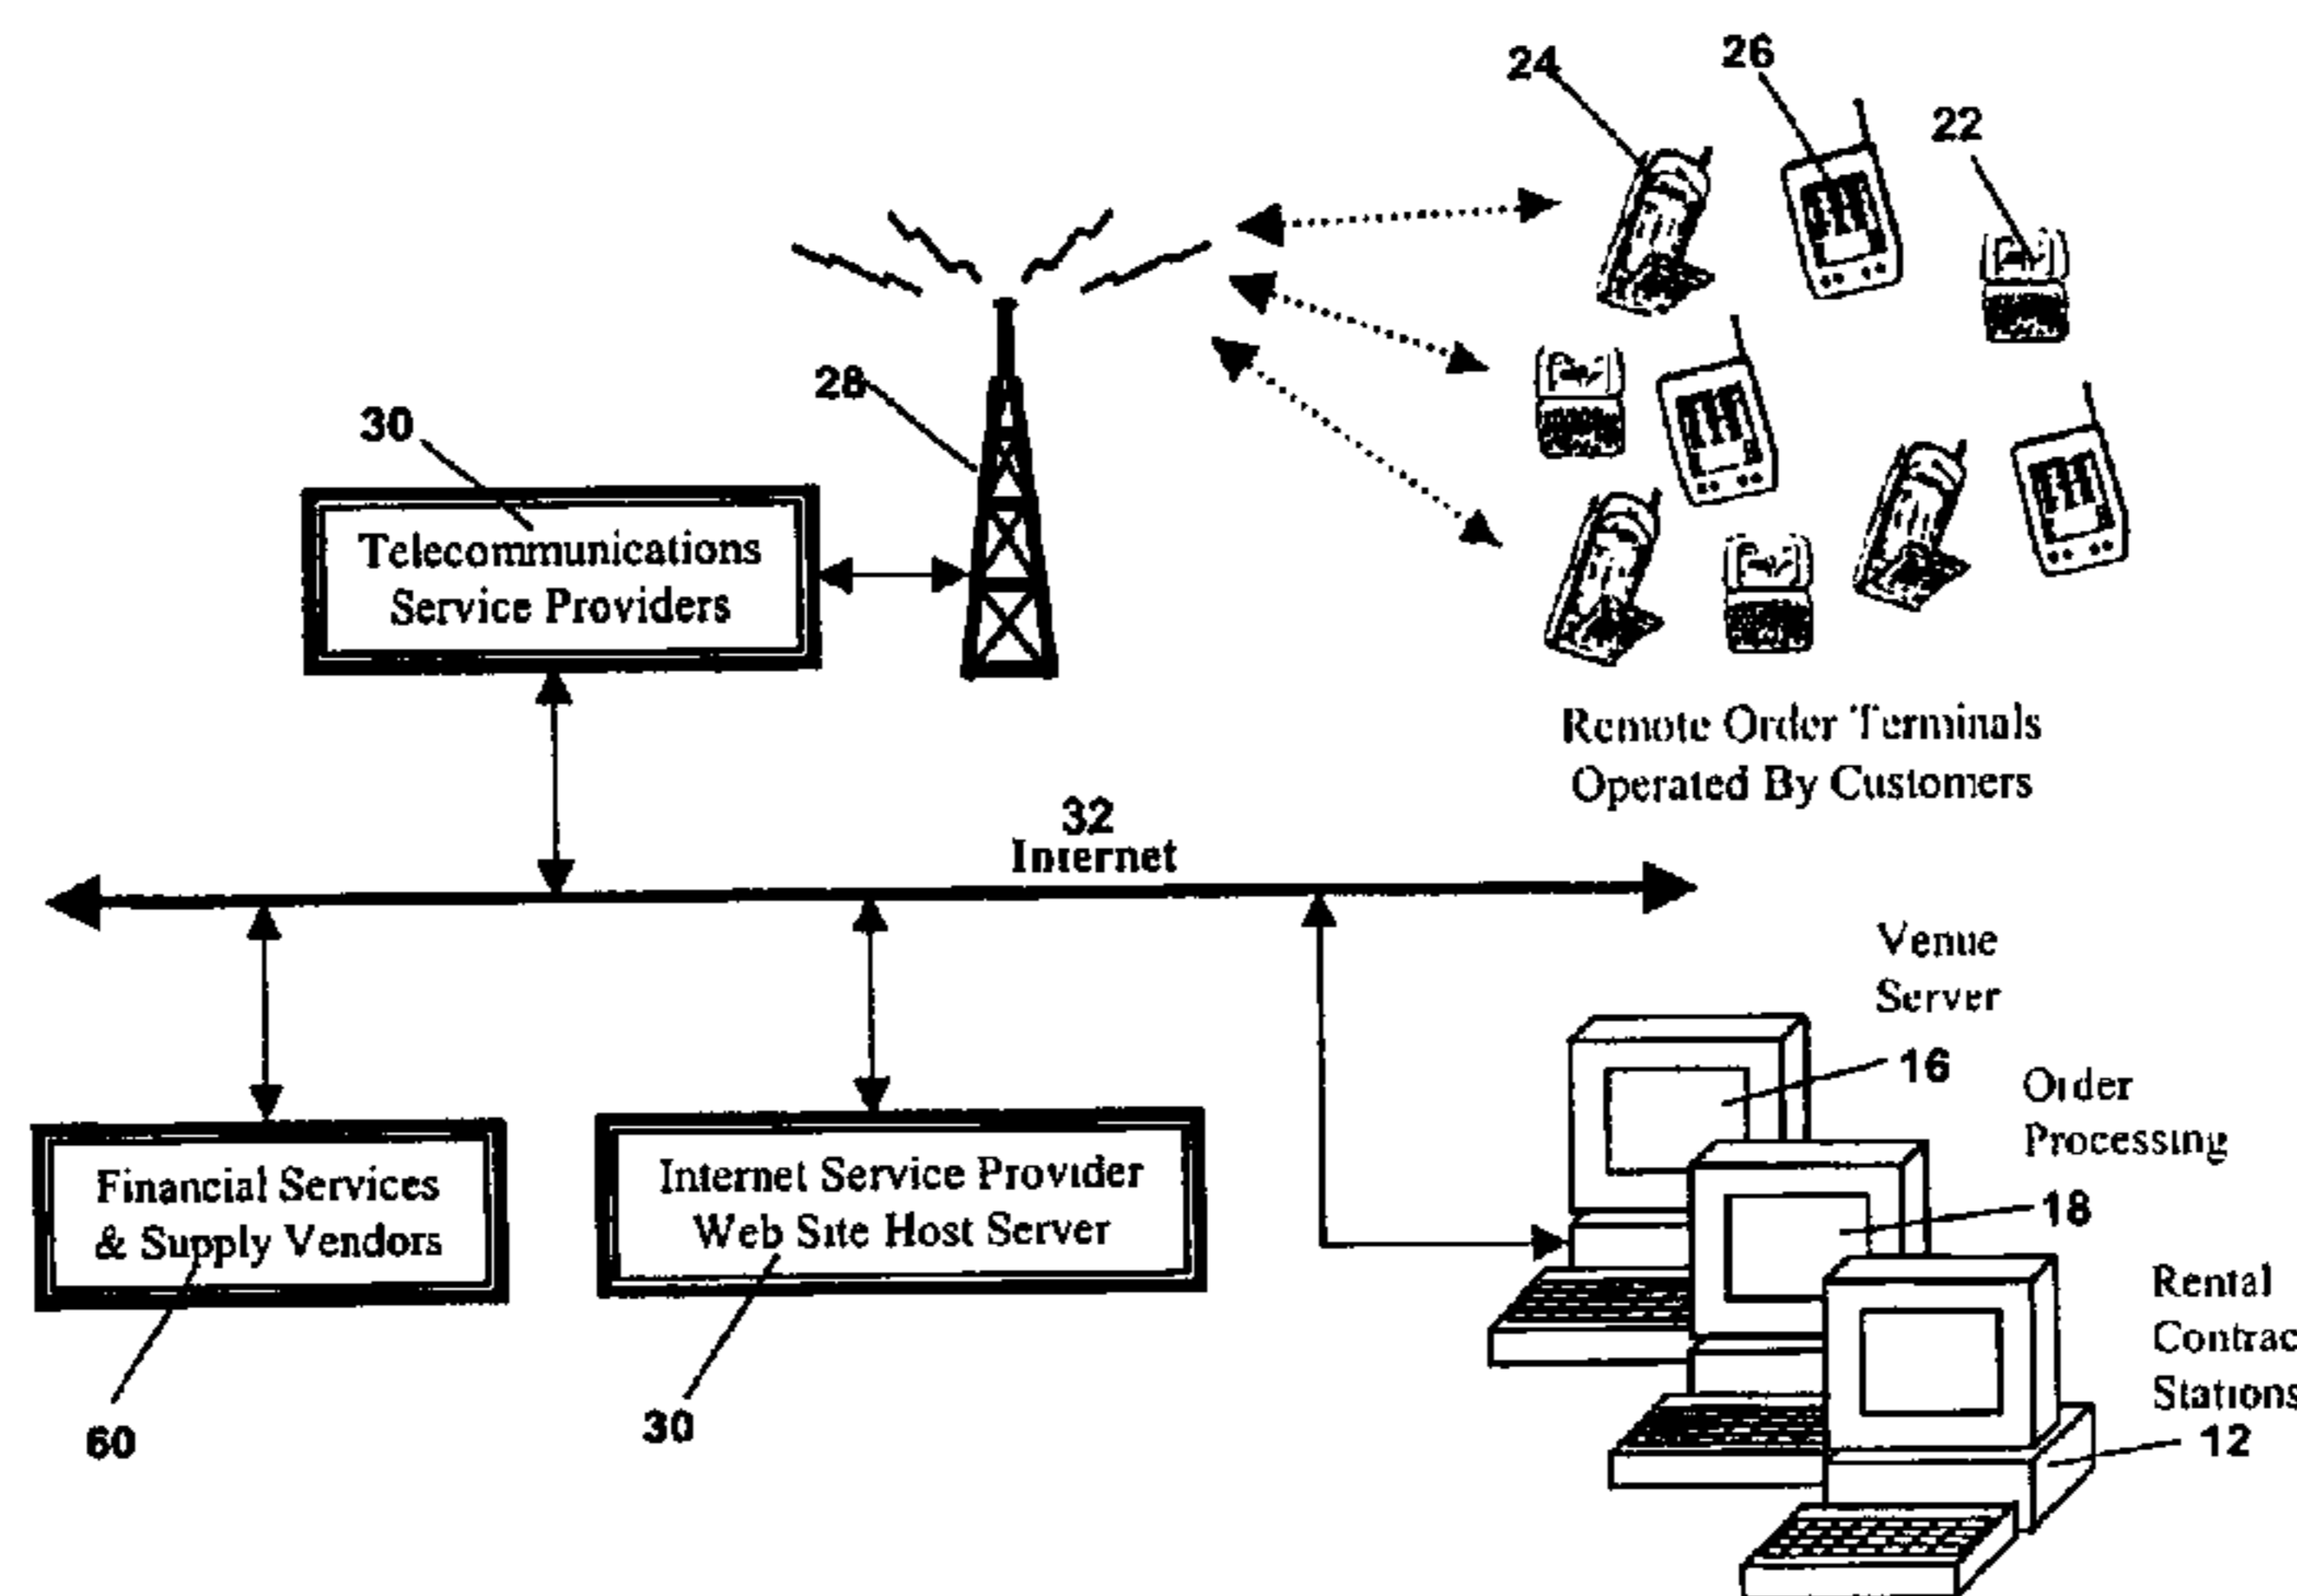 24
26
22
28
30
Telecommunications
Service Providers
Remote Order Terminals
Operated By Customers
32
Internet
Venue
Server
16
Order
Processing
18
Financial Services
& Supply Vendors
Internet Service Provider
Web Site Host Server
Rental
Contrac
Stations
12
60
30